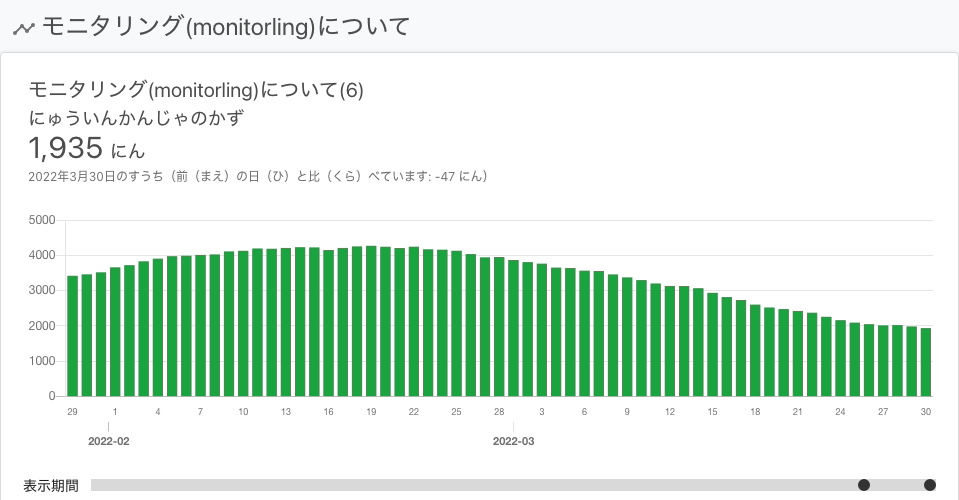 モニタリング(monitorling)について
モニタリング(monitorling)について(6)
にゅういんかんじゃのかず
1,935 にん
2022年3月30日のすうち（前（まえ）の日（ひ）と比（くら）べています: -47 にん）
5000
4000
3000
2000
1000
0
29 1 4 7 10 13 16 19 22 25 28 3 6 9 12 15 18 21 24 27 30
2022-02 2022-03
表示期間